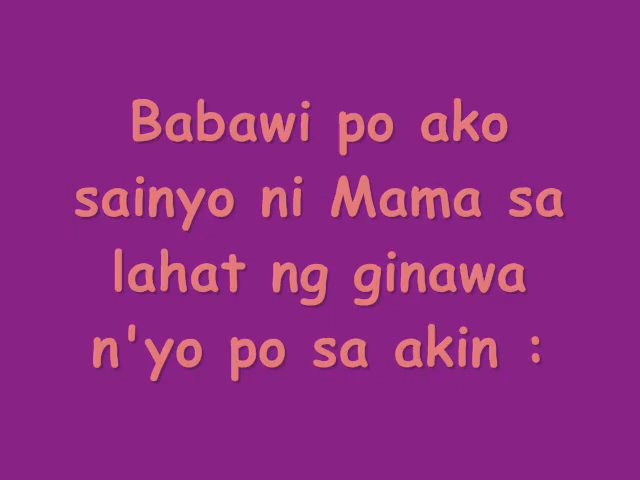 Babawi po ako
sainyo ni Mama sa
lahat ng ginawa
n'yo po sa akin :